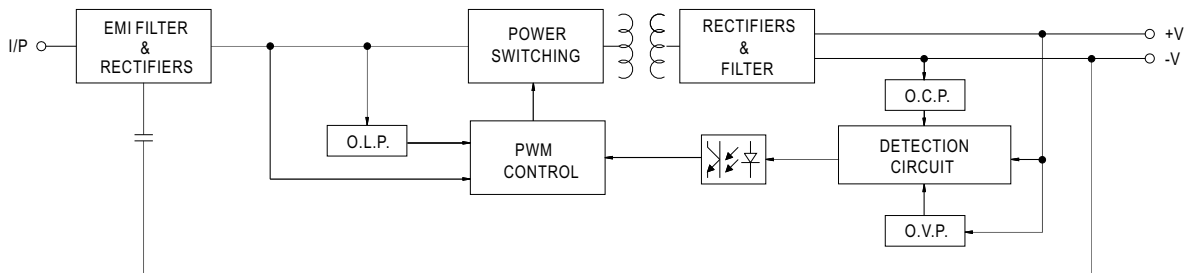 I/P
EMI FILTER
&
RECTIFIERS
POWER
SWITCHING
RECTIFIERS
&
FILTER
+V
-V
O.C.P.
O.L.P.
PWM
CONTROL
DETECTION
CIRCUIT
O.V.P.